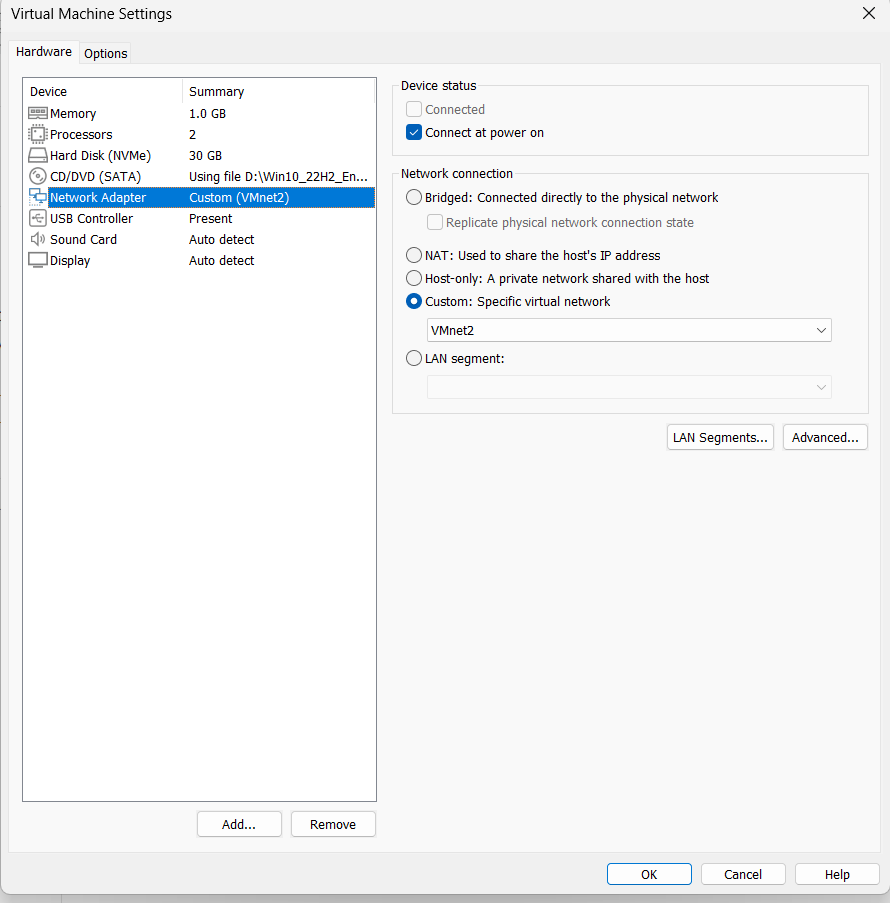 Virtual Machine Settings
Hardware
Options
Device Summary
Memory 1.0 GB
Processors 2
Hard Disk (NVMe) 30 GB
CD/DVD (SATA) Using file D:\Win10_22H2_En...
Network Adapter Custom (VMnet2)
USB Controller Present
Sound Card Auto detect
Display Auto detect
Add...
Remove
Device status
Connected
Connect at power on
Network connection
Bridged: Connected directly to the physical network
Replicate physical network connection state
NAT: Used to share the host's IP address
Host-only: A private network shared with the host
Custom: Specific virtual network
VMnet2
LAN segment:
LAN Segments...
Advanced...
OK
Cancel
Help